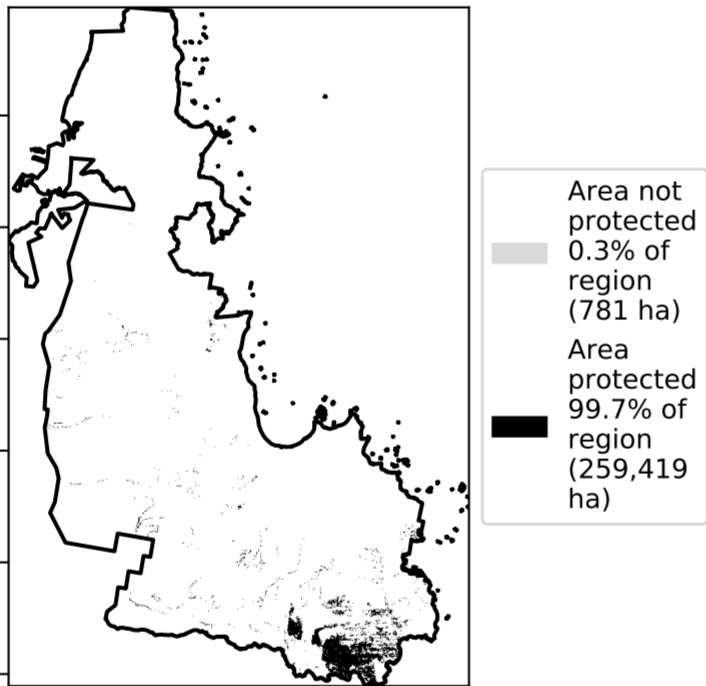 Area not
protected
0.3% of
region
(781 ha)
Area
protected
99.7% of
region
(259,419
ha)